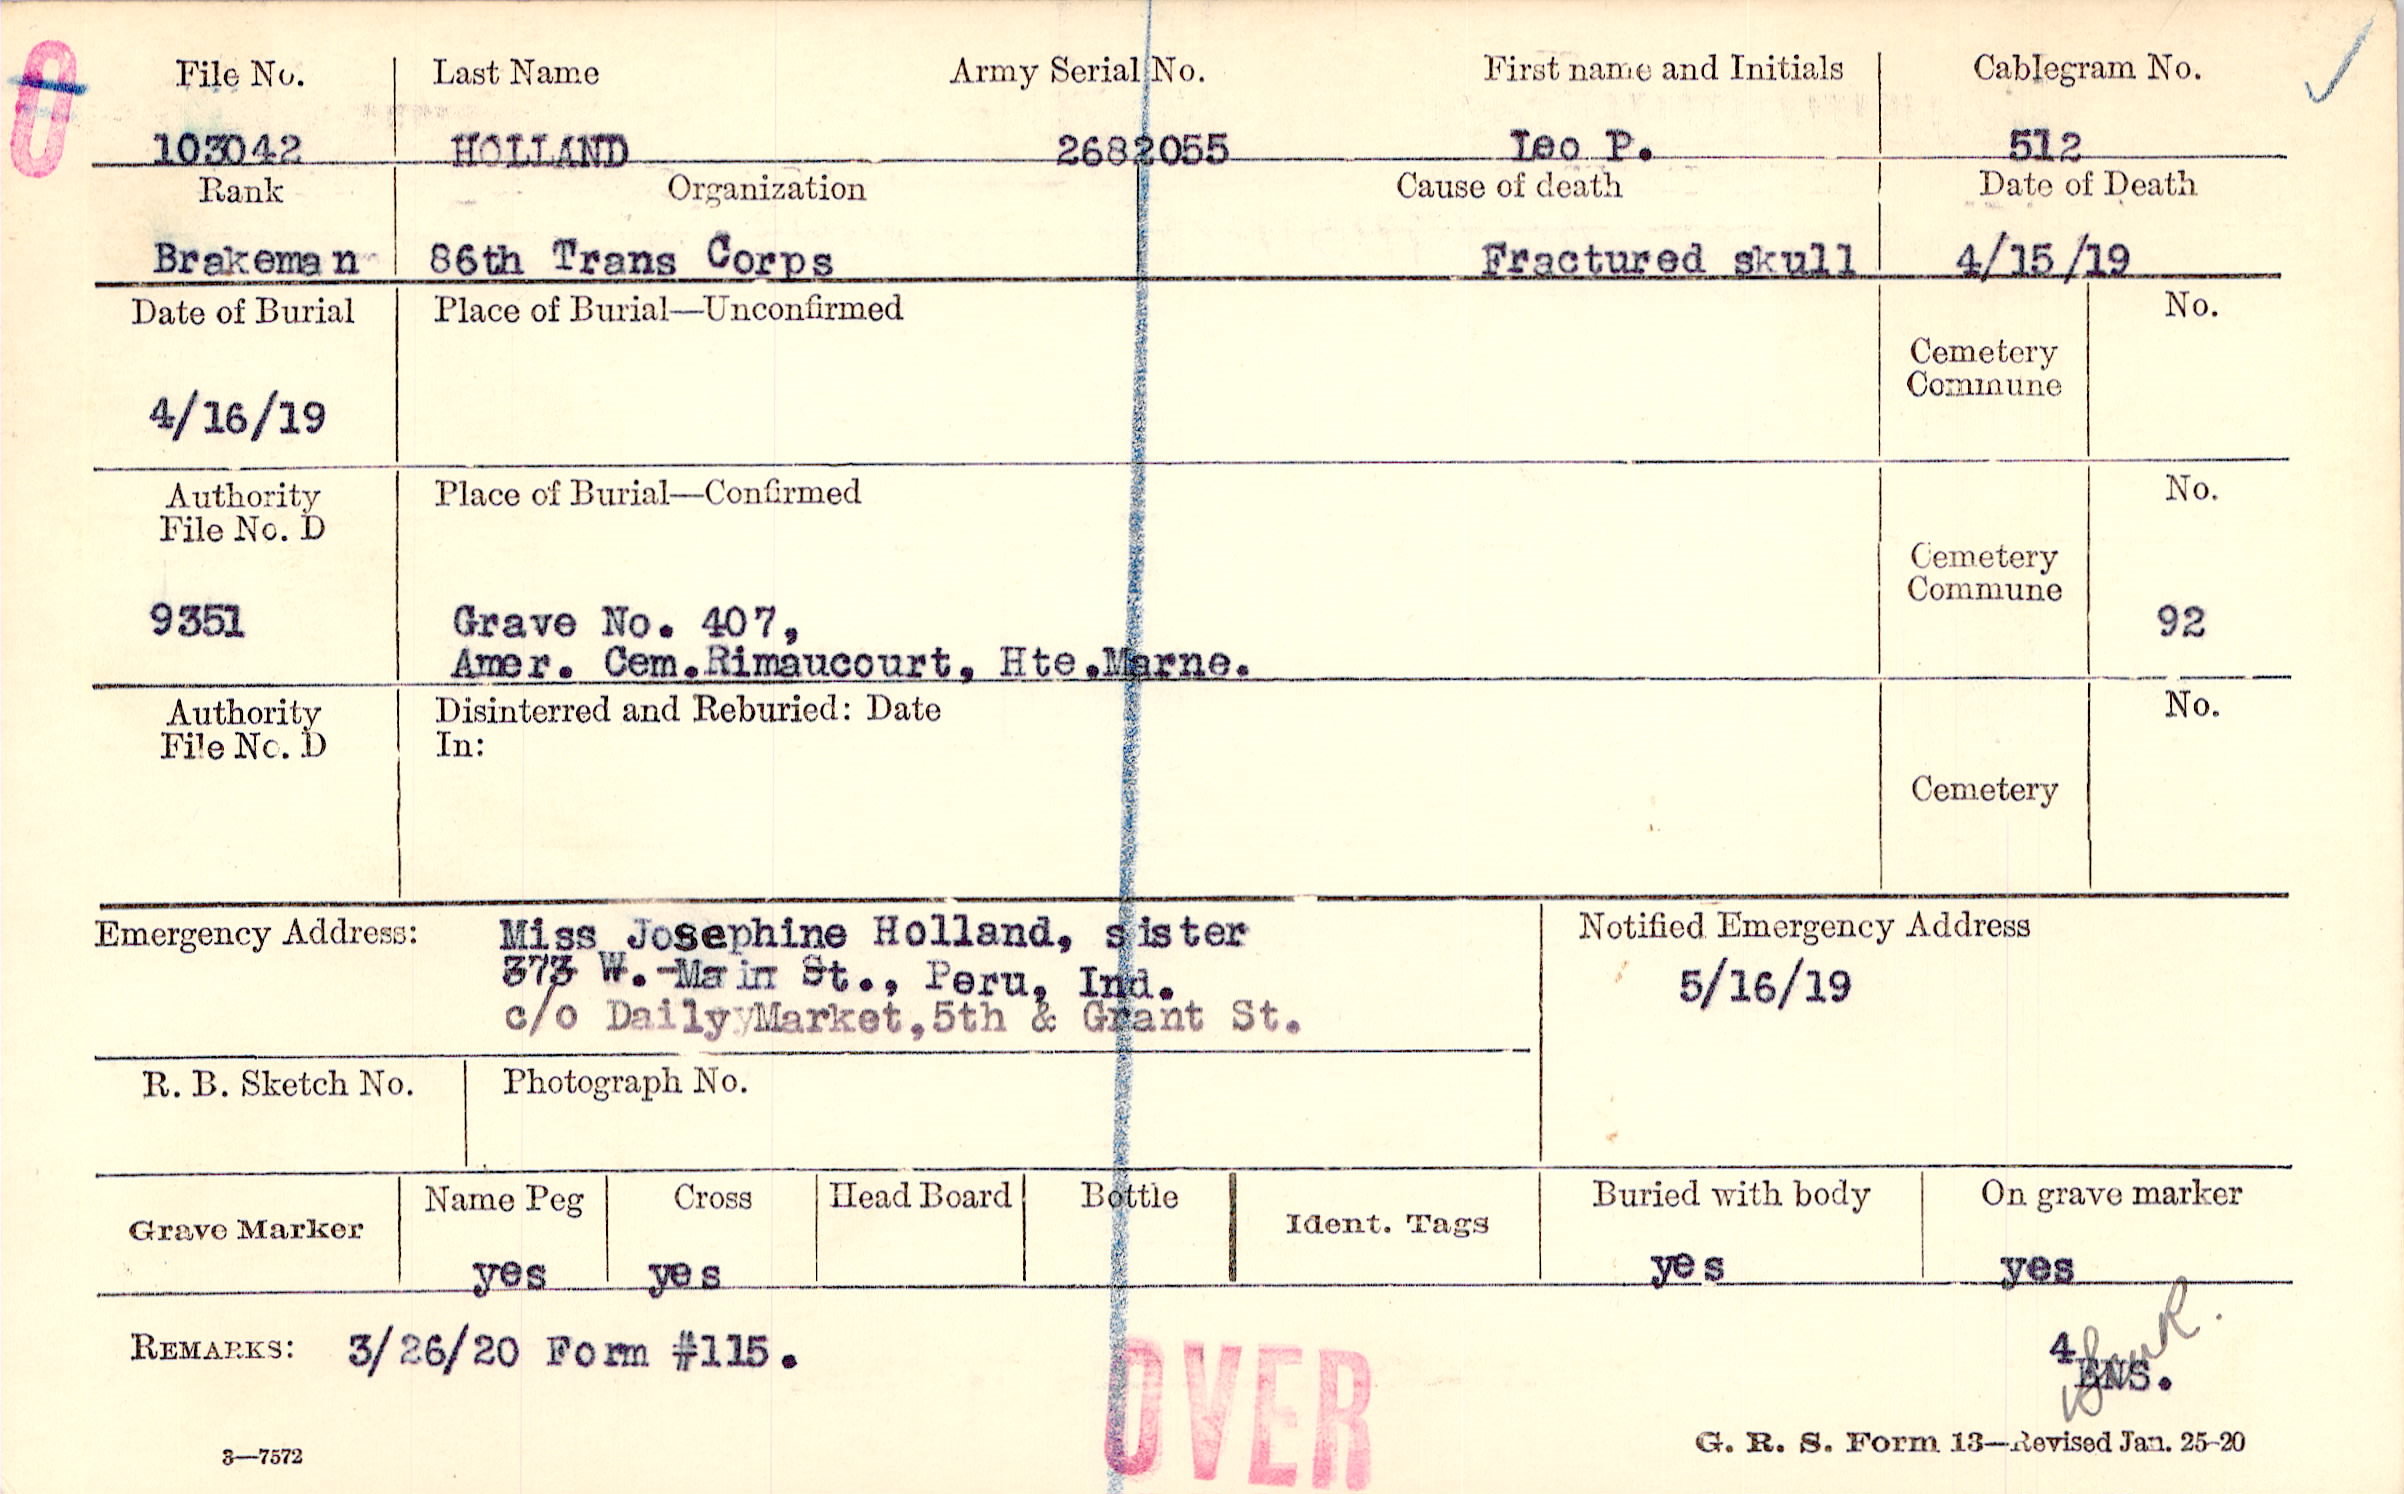 O
File No. Last Name Army Serial No. First name and Initials Cablegram No.
103042 HOLLAND 2682055 Leo P. 512
Rank Organization Cause of death Date of Death
Brakeman 86th Trans Corps Fractured skull 4/15/19
Date of Burial Place of Burial—Unconfirmed No.
Cemetery
Commune
4/16/19
Authority Place of Burial—Confirmed No.
File No. D
Cemetery
Commune
9351 Grave No. 407, 92
Amer. Cem.Rimaucourt, Hte.Marne.
Authority Disinterred and Reburied: Date No.
File No. D In:
Cemetery
Emergency Address: Miss Josephine Holland, sister Notified Emergency Address
373 W. Main St., Peru, Ind. 5/16/19
c/o Daily Market,5th & Grant St.
R. B. Sketch No. Photograph No.
Grave Marker Name Peg Cross Head Board Bottle Ident. Tags Buried with body On grave marker
yes yes yes yes
REMARKS: 3/26/20 Form #115. 4
ENS.
OVER
3—7572 G. R. S. Form 13—Revised Jan. 25-20